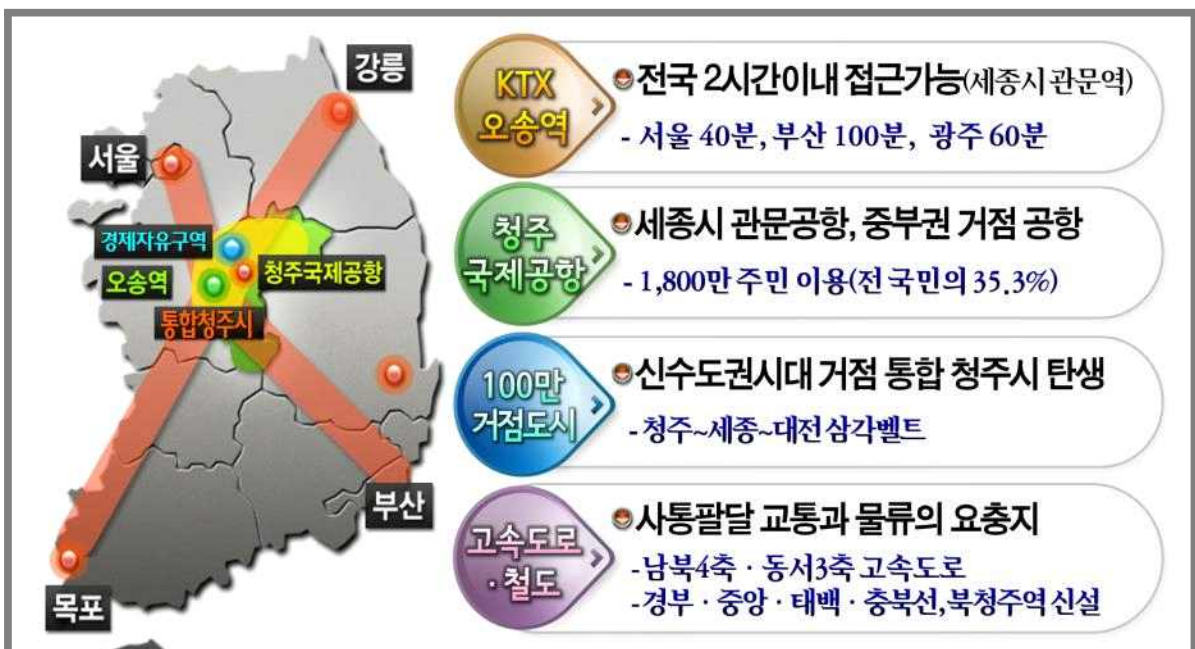 강릉
서울
경제자유구역
오송역
청주국제공항
통합청주시
부산
목포
KTX
오송역
전국 2시간이내 접근가능(세종시 관문역)
- 서울 40분, 부산 100분, 광주 60분
청주
국제공항
세종시 관문공항, 중부권 거점 공항
- 1,800만 주민 이용(전 국민의 35.3%)
100만
거점도시
신수도권시대 거점 통합 청주시 탄생
- 청주~세종~대전 삼각벨트
고속도로
· 철도
사통팔달 교통과 물류의 요충지
- 남북4축 · 동서3축 고속도로
- 경부 · 중앙 · 태백 · 충북선, 북청주역 신설